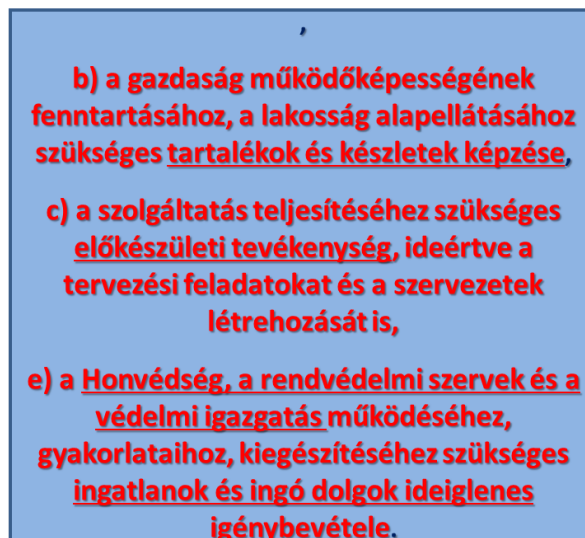 ,
b) a gazdaság működőképességének
fenntartásához, a lakosság alapellátásához
szükséges tartalékok és készletek képzése,
c) a szolgáltatás teljesítéséhez szükséges
előkészületi tevékenység, ideértve a
tervezési feladatokat és a szervezetek
létrehozását is,
e) a Honvédség, a rendvédelmi szervek és a
védelmi igazgatás működéséhez,
gyakorlataihoz, kiegészítéséhez szükséges
ingatlanok és ingó dolgok ideiglenes
igénybevétele.